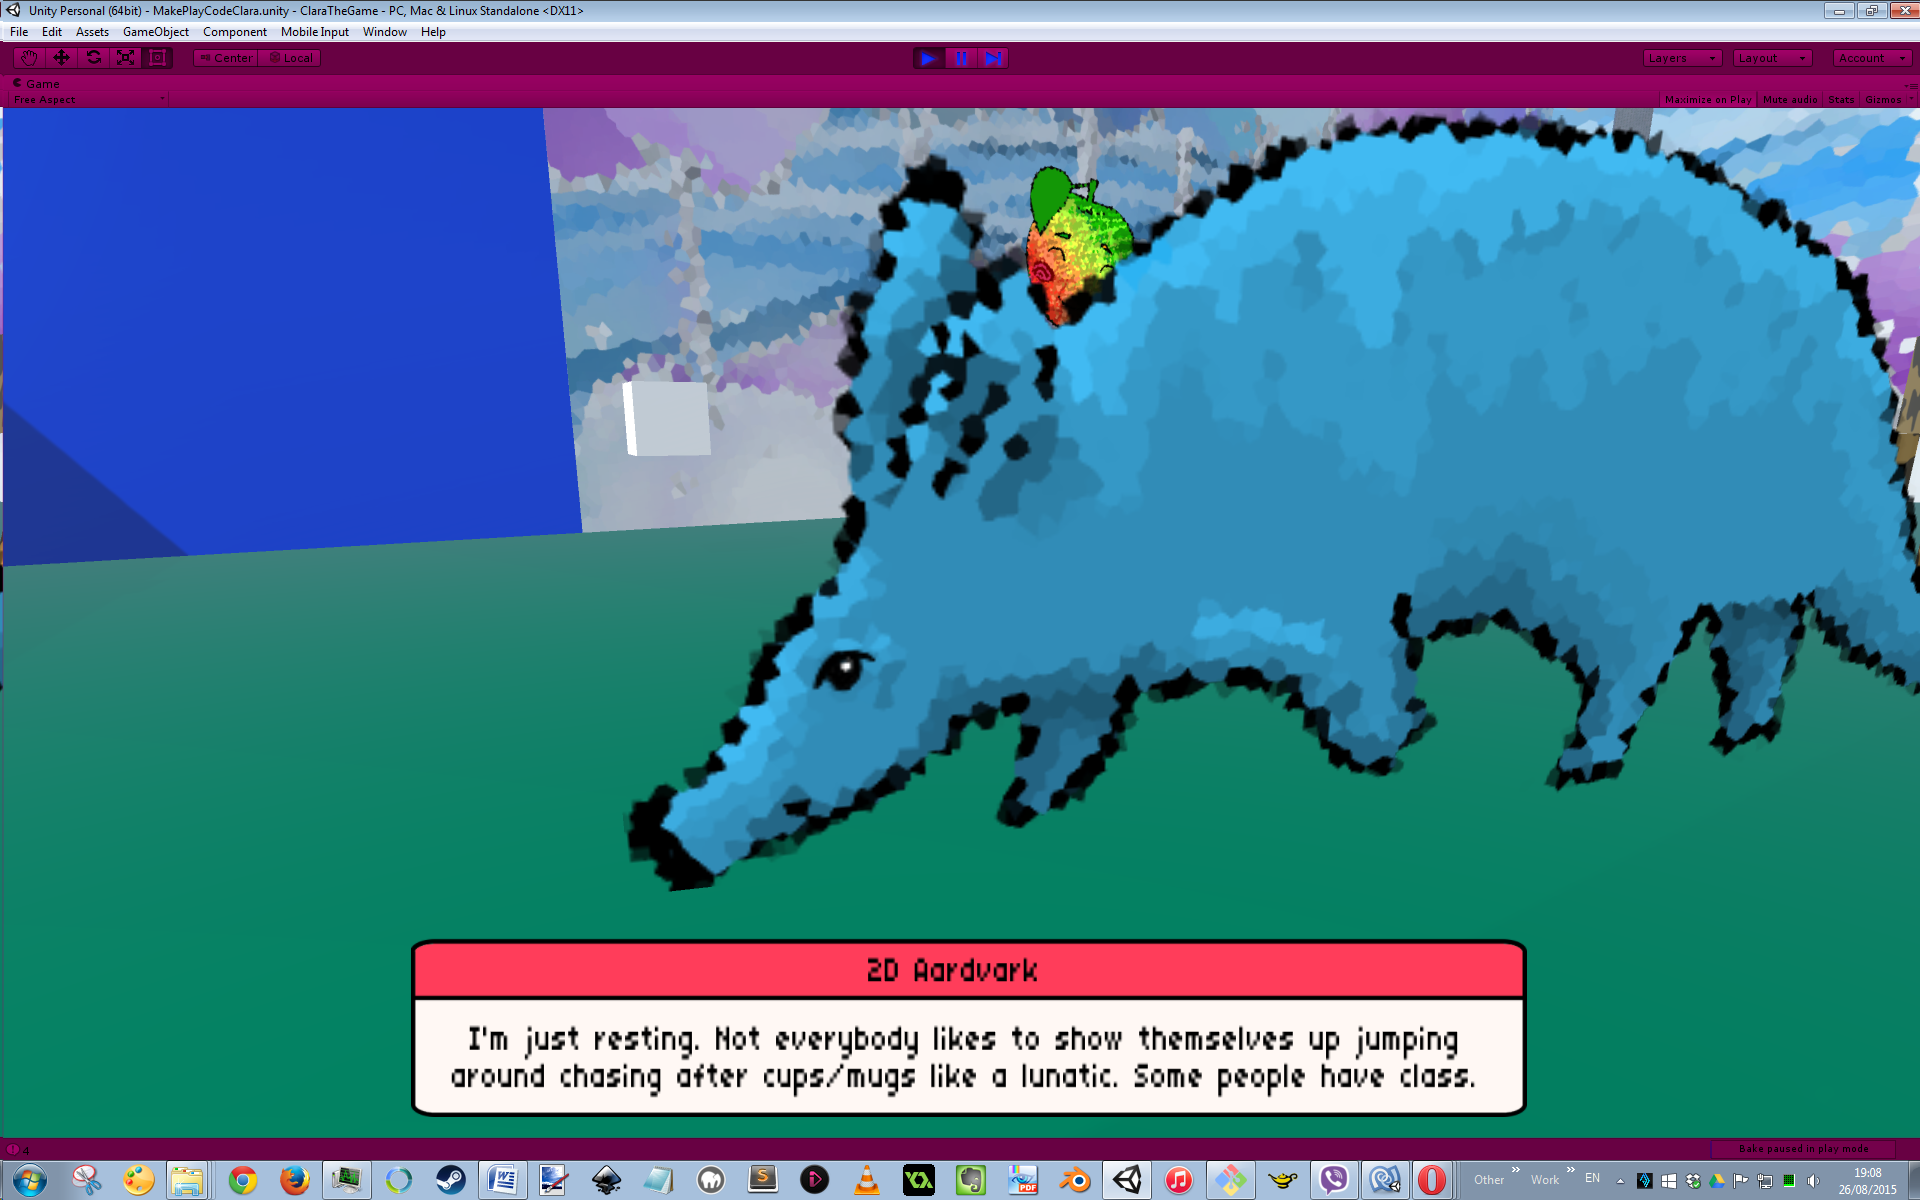 Unity Personal (64bit) - MakePlayCodeClara.unity - ClaraTheGame - PC, Mac & Linux Standalone <DX11>
File Edit Assets GameObject Component Mobile Input Window Help
Center Local Layers Layout Account
Game
Free Aspect Maximize on Play Mute audio Stats Gizmos
2D Aardvark
I'm just resting. Not everybody likes to show themselves up jumping
around chasing after cups/mugs like a lunatic. Some people have class.
4 Bake paused in play mode
Other Work EN 19:08
26/08/2015